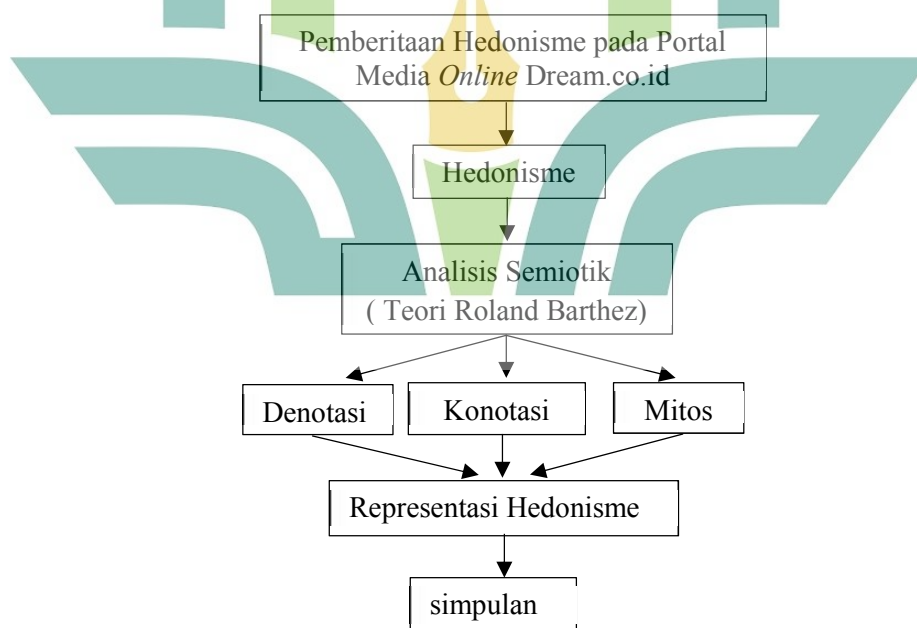 Pemberitaan Hedonisme pada Portal
Media Online Dream.co.id
Hedonisme
Analisis Semiotik
( Teori Roland Barthez)
Denotasi
Konotasi
Mitos
Representasi Hedonisme
simpulan